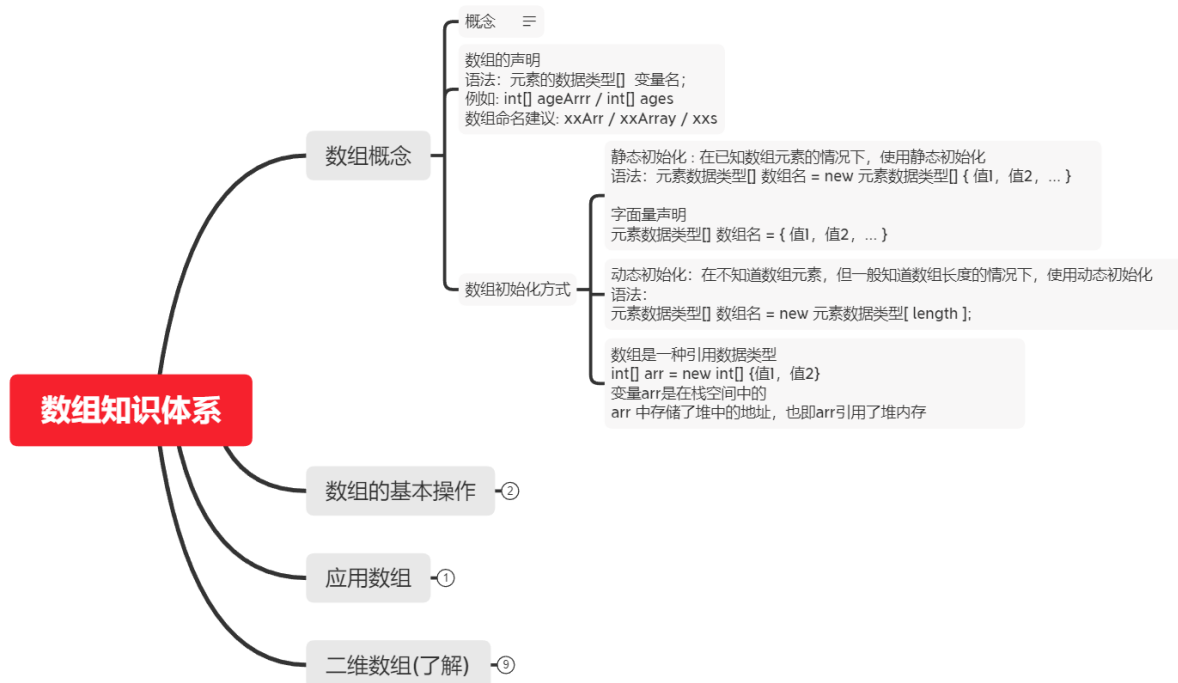 概念
数组的声明
语法：元素的数据类型[] 变量名；
例如: int[] ageArrr / int[] ages
数组命名建议: xxArr / xxArray / xxs
数组概念
静态初始化 : 在已知数组元素的情况下，使用静态初始化
语法：元素数据类型[] 数组名 = new 元素数据类型[] { 值1，值2，... }
字面量声明
元素数据类型[] 数组名 = { 值1，值2，... }
数组初始化方式
动态初始化：在不知道数组元素，但一般知道数组长度的情况下，使用动态初始化
语法：
元素数据类型[] 数组名 = new 元素数据类型[ length ];
数组是一种引用数据类型
int[] arr = new int[] {值1，值2}
变量arr是在栈空间中的
arr 中存储了堆中的地址，也即arr引用了堆内存
数组知识体系
数组的基本操作
2
应用数组
1
二维数组(了解)
9